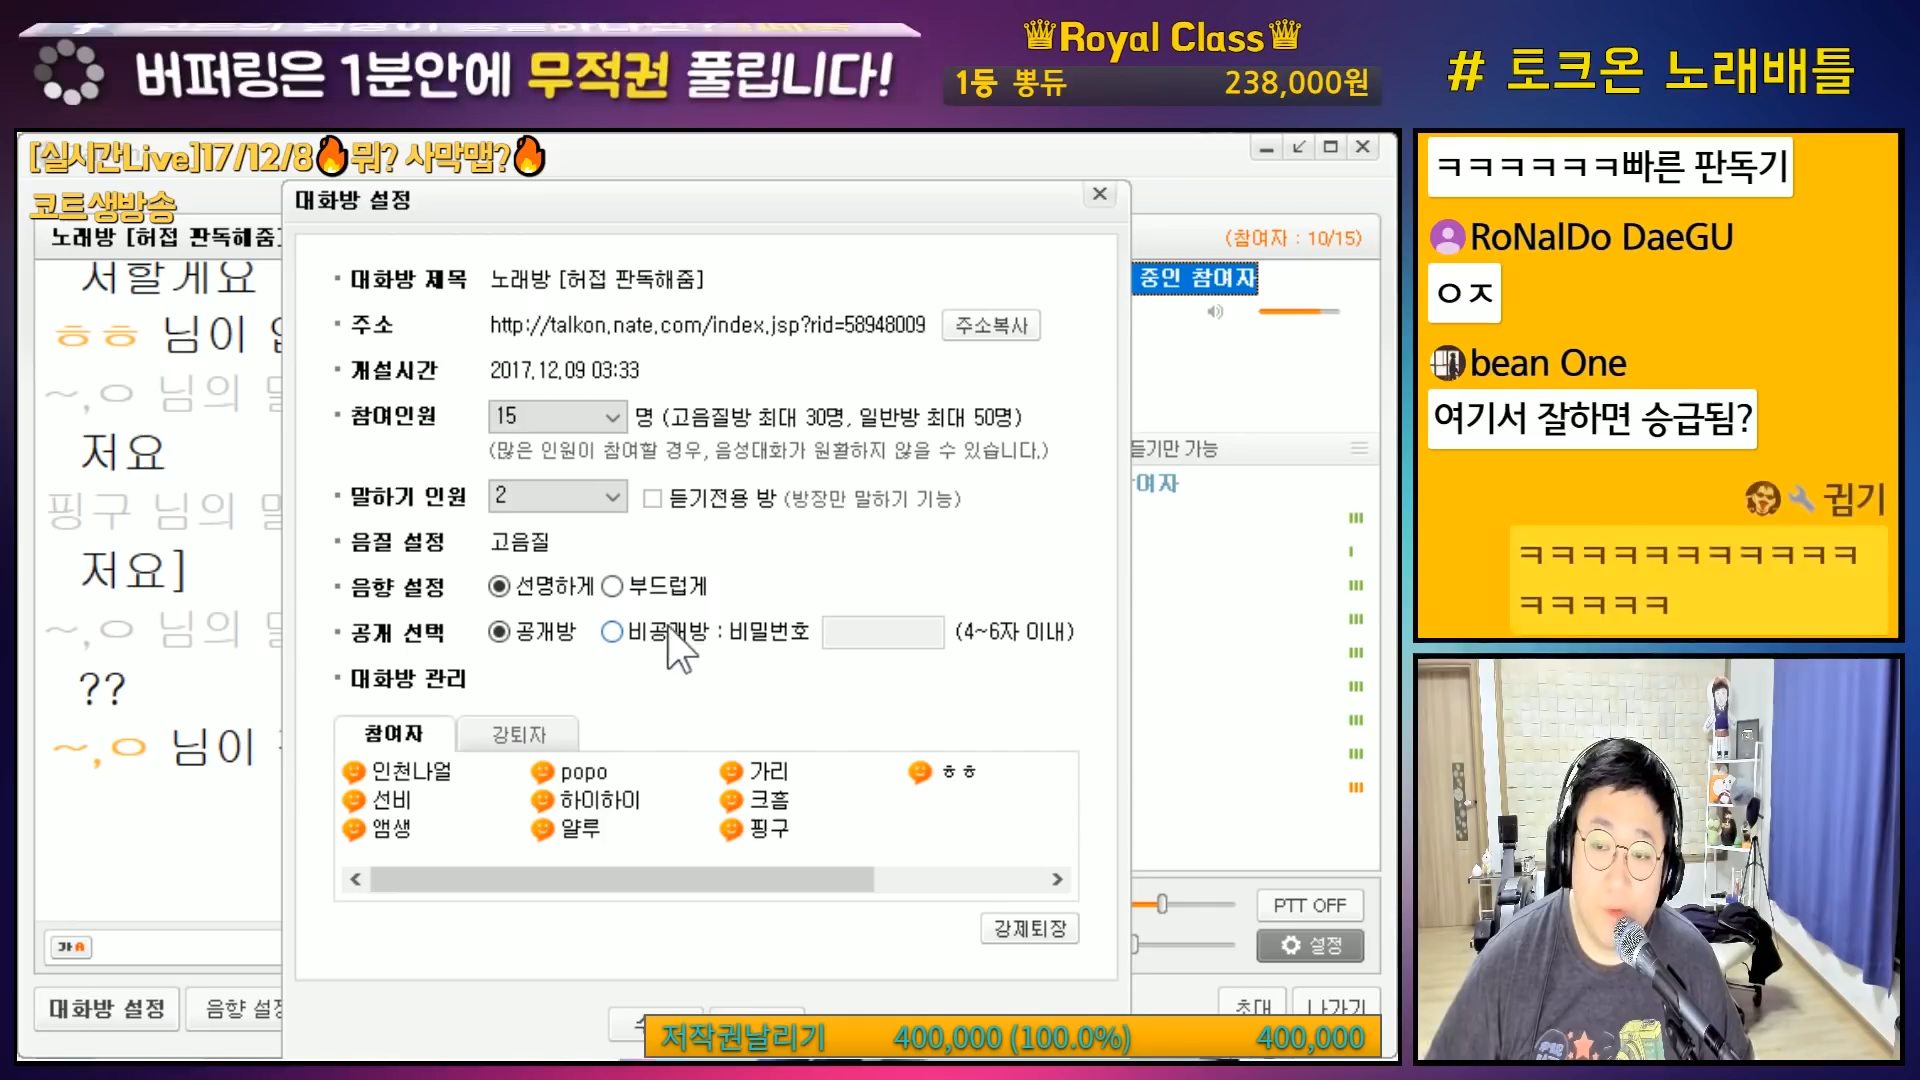 버퍼링은 1분안에 무적권 풀립니다!
♛Royal Class♛
1등 뿡듀 238,000원
# 토크온 노래배틀
[실시간Live]17/12/8🔥뭐? 사막맵?🔥
코트생방송
노래방 [허접 판독해줌]
서할게요
ㅎㅎ 님이
~,ㅇ 님의
저요
핑구 님의
저요]
~,ㅇ 님의
??
~,ㅇ 님이
가A
대화방 설정
음향 설정
대화방 설정
대화방 제목 노래방 [허접 판독해줌]
주소 http://talkon.nate.com/index.jsp?rid=58948009 주소복사
개설시간 2017.12.09 03:33
참여인원 15 명 (고음질방 최대 30명, 일반방 최대 50명)
(많은 인원이 참여할 경우, 음성대화가 원활하지 않을 수 있습니다.)
말하기 인원 2 듣기전용 방 (방장만 말하기 기능)
음질 설정 고음질
음향 설정 선명하게 부드럽게
공개 선택 공개방 비공개방 : 비밀번호 (4~6자 이내)
대화방 관리
참여자 강퇴자
인천나얼 popo 가리 ㅎㅎ
선비 하이하이 크흠
앰생 얄루 핑구
강제퇴장
(참여자 : 10/15)
중인 참여자
듣기만 가능
여자
PTT OFF
설정
초대 나가기
저작권날리기 400,000 (100.0%) 400,000
ㅋㅋㅋㅋㅋㅋ빠른 판독기
RoNalDo DaeGU
ㅇㅈ
bean One
여기서 잘하면 승급됨?
귐기
ㅋㅋㅋㅋㅋㅋㅋㅋㅋㅋㅋ
ㅋㅋㅋㅋㅋ